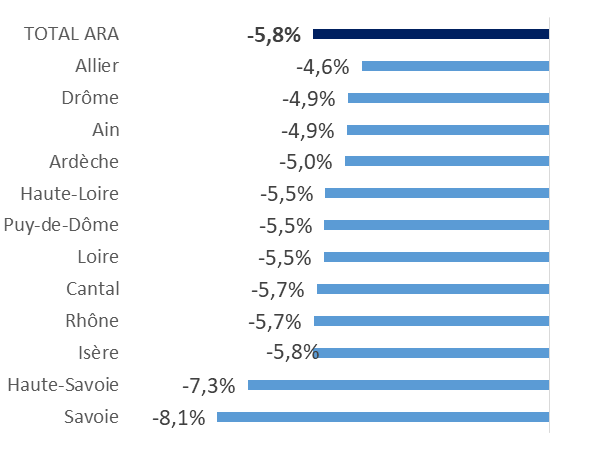 TOTAL ARA -5,8%
Allier -4,6%
Drôme -4,9%
Ain -4,9%
Ardèche -5,0%
Haute-Loire -5,5%
Puy-de-Dôme -5,5%
Loire -5,5%
Cantal -5,7%
Rhône -5,7%
Isère -5,8%
Haute-Savoie -7,3%
Savoie -8,1%